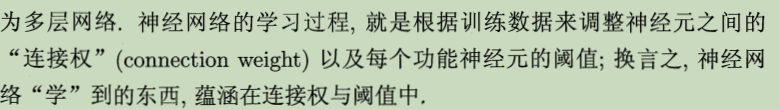 为多层网络. 神经网络的学习过程, 就是根据训练数据来调整神经元之间的
“连接权”(connection weight) 以及每个功能神经元的阈值; 换言之, 神经网
络“学”到的东西, 蕴涵在连接权与阈值中.